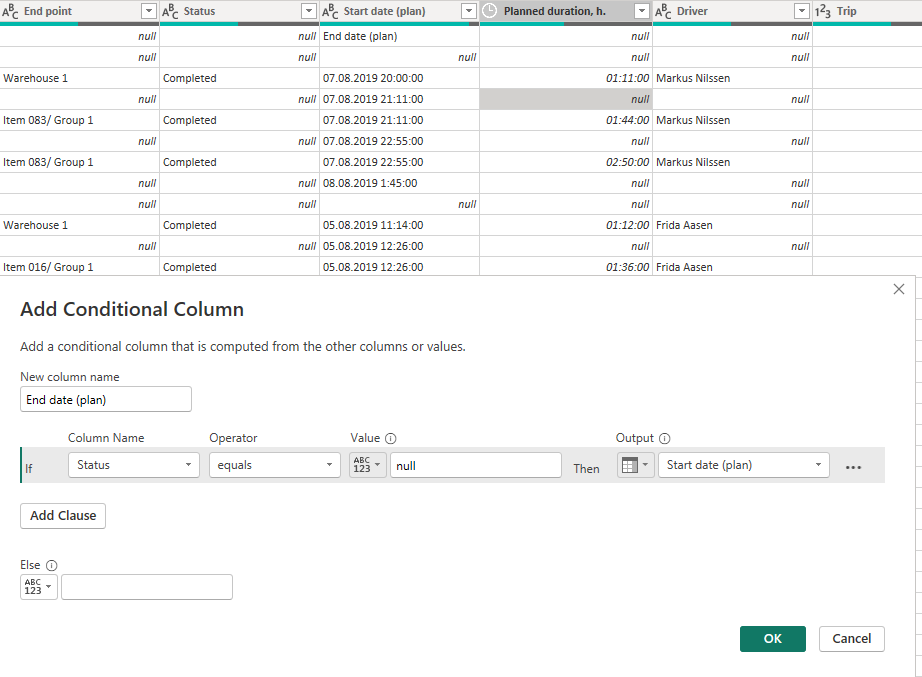 ABC End point ABC Status ABC Start date (plan) Planned duration, h. ABC Driver 123 Trip
null null End date (plan) null null
null null null null null
Warehouse 1 Completed 07.08.2019 20:00:00 01:11:00 Markus Nilssen
null null 07.08.2019 21:11:00 null null
Item 083/ Group 1 Completed 07.08.2019 21:11:00 01:44:00 Markus Nilssen
null null 07.08.2019 22:55:00 null null
Item 083/ Group 1 Completed 07.08.2019 22:55:00 02:50:00 Markus Nilssen
null null 08.08.2019 1:45:00 null null
null null null null null
Warehouse 1 Completed 05.08.2019 11:14:00 01:12:00 Frida Aasen
null null 05.08.2019 12:26:00 null null
Item 016/ Group 1 Completed 05.08.2019 12:26:00 01:36:00 Frida Aasen
Add Conditional Column
Add a conditional column that is computed from the other columns or values.
New column name
End date (plan)
Column Name Operator Value Output
If Status equals ABC 123 null Then Start date (plan) ...
Add Clause
Else
ABC 123
OK Cancel